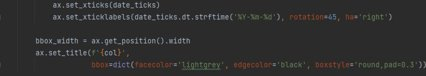 ax.set_xticks(date_ticks)
ax.set_xticklabels(date_ticks.dt.strftime('%Y-%m-%d'), rotation=45, ha='right')
bbox_width = ax.get_position().width
ax.set_title(f'{col}',
bbox=dict(facecolor='lightgrey', edgecolor='black', boxstyle='round,pad=0.3'))